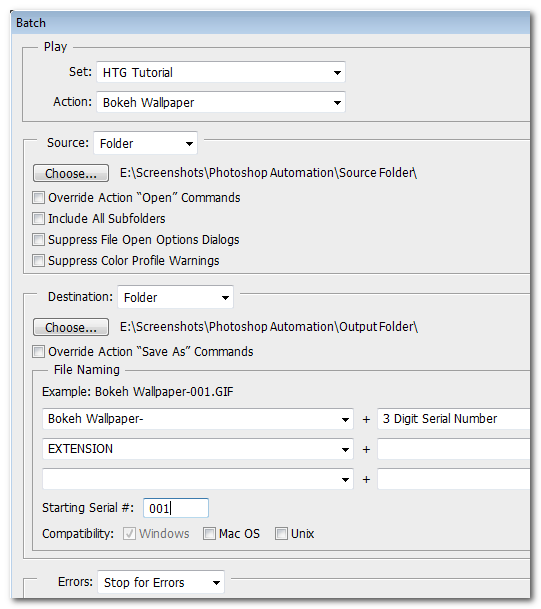 Batch
Play
Set: HTG Tutorial
Action: Bokeh Wallpaper
Source: Folder
Choose... E:\Screenshots\Photoshop Automation\Source Folder\
Override Action “Open” Commands
Include All Subfolders
Suppress File Open Options Dialogs
Suppress Color Profile Warnings
Destination: Folder
Choose... E:\Screenshots\Photoshop Automation\Output Folder\
Override Action “Save As” Commands
File Naming
Example: Bokeh Wallpaper-001.GIF
Bokeh Wallpaper- + 3 Digit Serial Number
EXTENSION +
+
Starting Serial #: 001
Compatibility: Windows Mac OS Unix
Errors: Stop for Errors